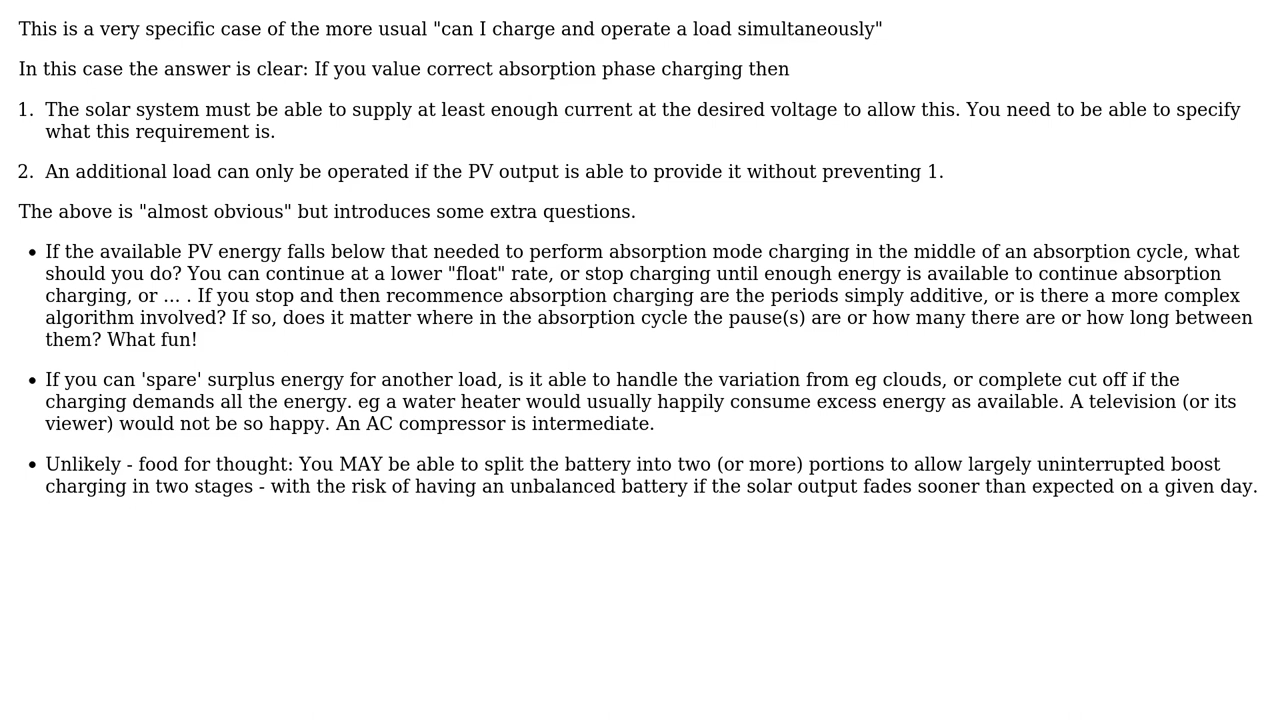 This is a very specific case of the more usual "can I charge and operate a load simultaneously"
In this case the answer is clear: If you value correct absorption phase charging then
1. The solar system must be able to supply at least enough current at the desired voltage to allow this. You need to be able to specify
what this requirement is.
2. An additional load can only be operated if the PV output is able to provide it without preventing 1.
The above is "almost obvious" but introduces some extra questions.
• If the available PV energy falls below that needed to perform absorption mode charging in the middle of an absorption cycle, what
should you do? You can continue at a lower "float" rate, or stop charging until enough energy is available to continue absorption
charging, or ... . If you stop and then recommence absorption charging are the periods simply additive, or is there a more complex
algorithm involved? If so, does it matter where in the absorption cycle the pause(s) are or how many there are or how long between
them? What fun!
• If you can 'spare' surplus energy for another load, is it able to handle the variation from eg clouds, or complete cut off if the
charging demands all the energy. eg a water heater would usually happily consume excess energy as available. A television (or its
viewer) would not be so happy. An AC compressor is intermediate.
• Unlikely - food for thought: You MAY be able to split the battery into two (or more) portions to allow largely uninterrupted boost
charging in two stages - with the risk of having an unbalanced battery if the solar output fades sooner than expected on a given day.